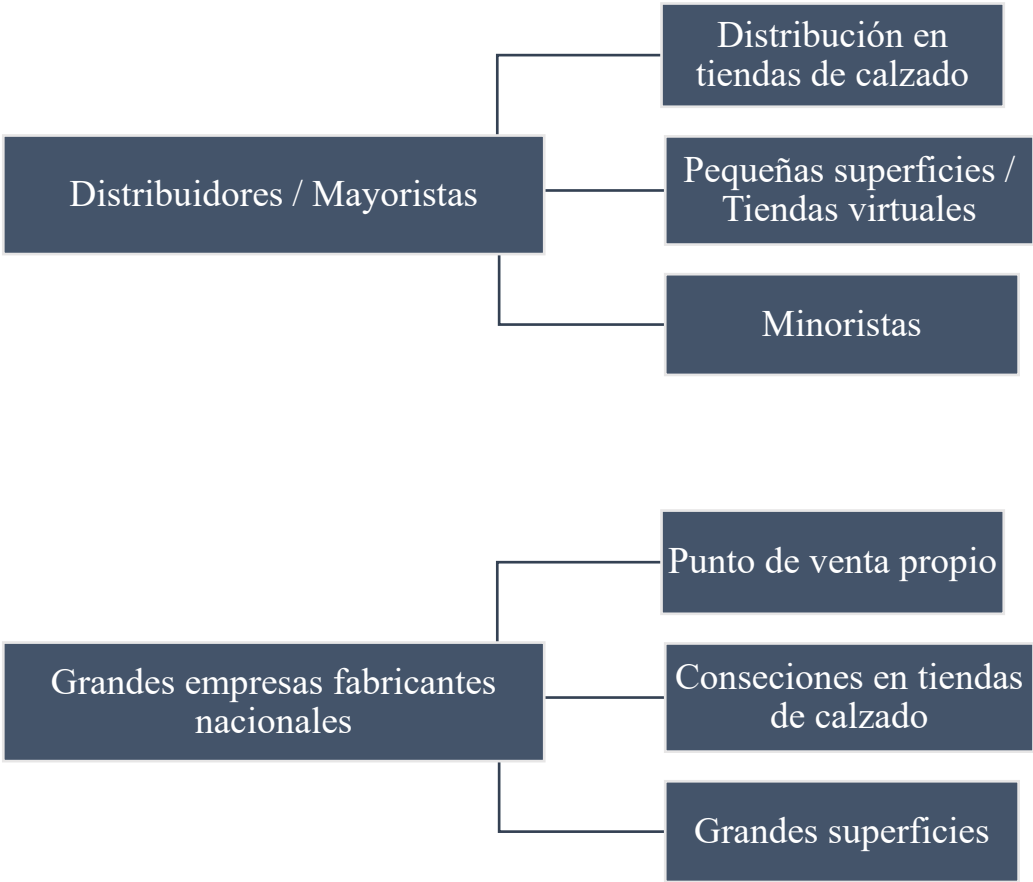 Distribuidores / Mayoristas
Distribución en
tiendas de calzado
Pequeñas superficies /
Tiendas virtuales
Minoristas
Grandes empresas fabricantes
nacionales
Punto de venta propio
Conseciones en tiendas
de calzado
Grandes superficies